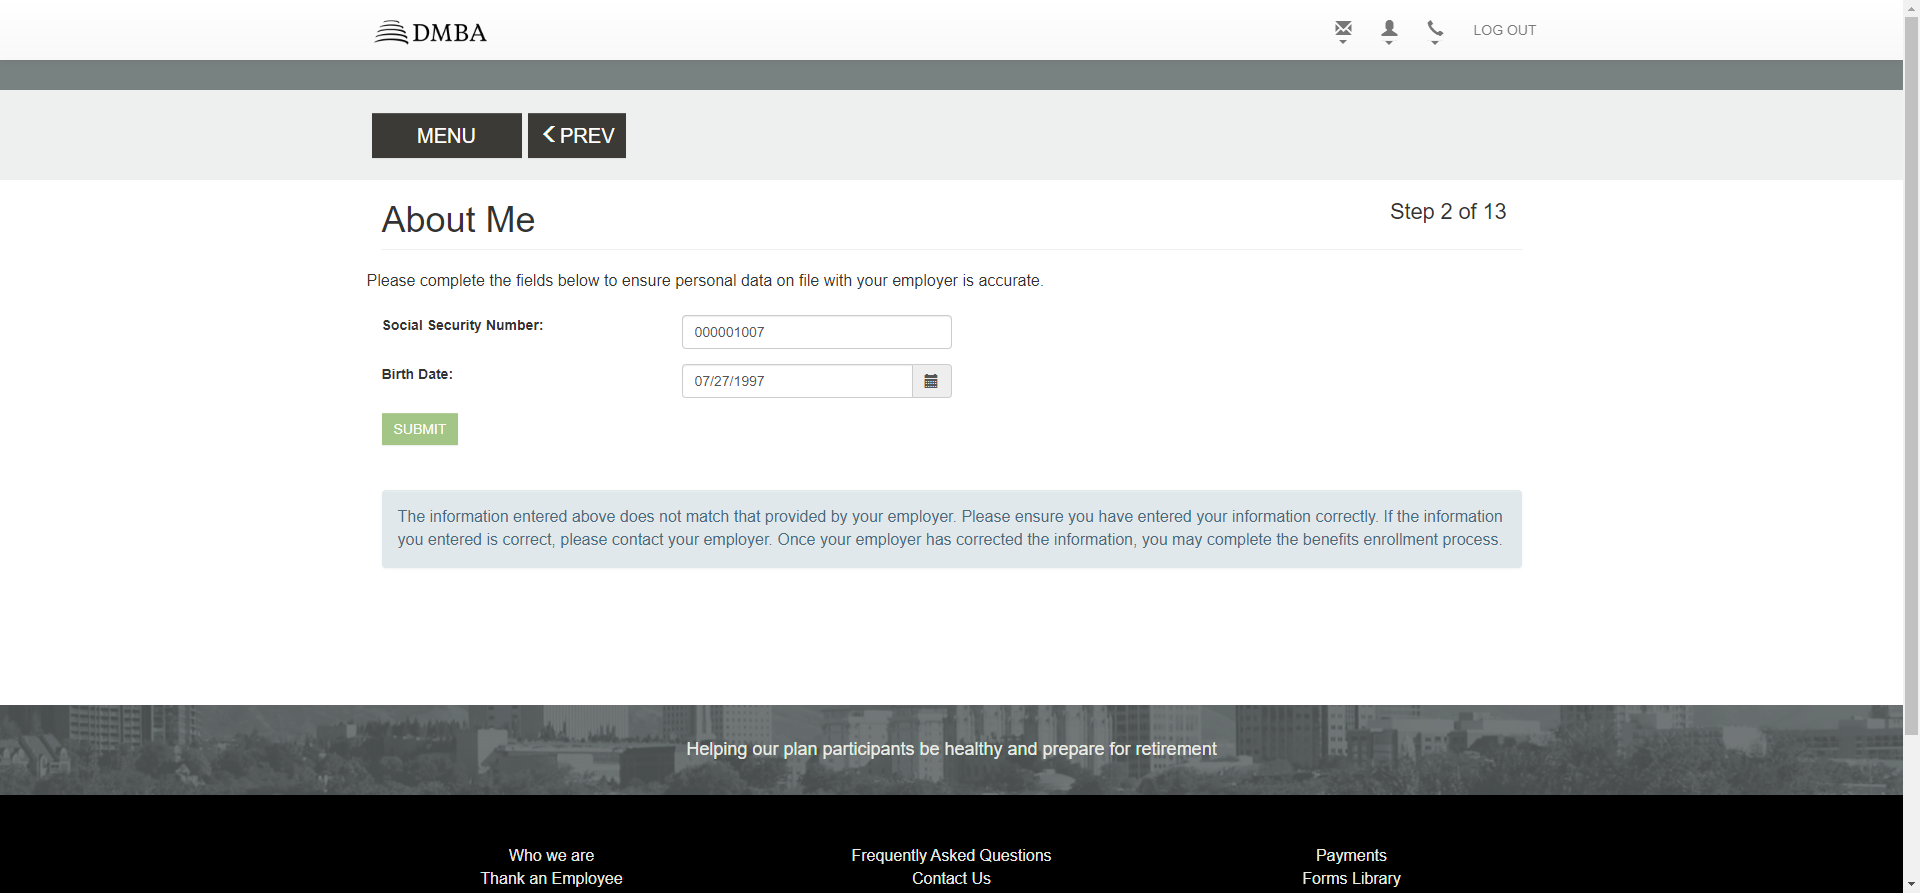 DMBA
LOG OUT
MENU
PREV
About Me
Step 2 of 13
Please complete the fields below to ensure personal data on file with your employer is accurate.
Social Security Number:
000001007
Birth Date:
07/27/1997
SUBMIT
The information entered above does not match that provided by your employer. Please ensure you have entered your information correctly. If the information
you entered is correct, please contact your employer. Once your employer has corrected the information, you may complete the benefits enrollment process.
Helping our plan participants be healthy and prepare for retirement
Who we are
Frequently Asked Questions
Payments
Thank an Employee
Contact Us
Forms Library